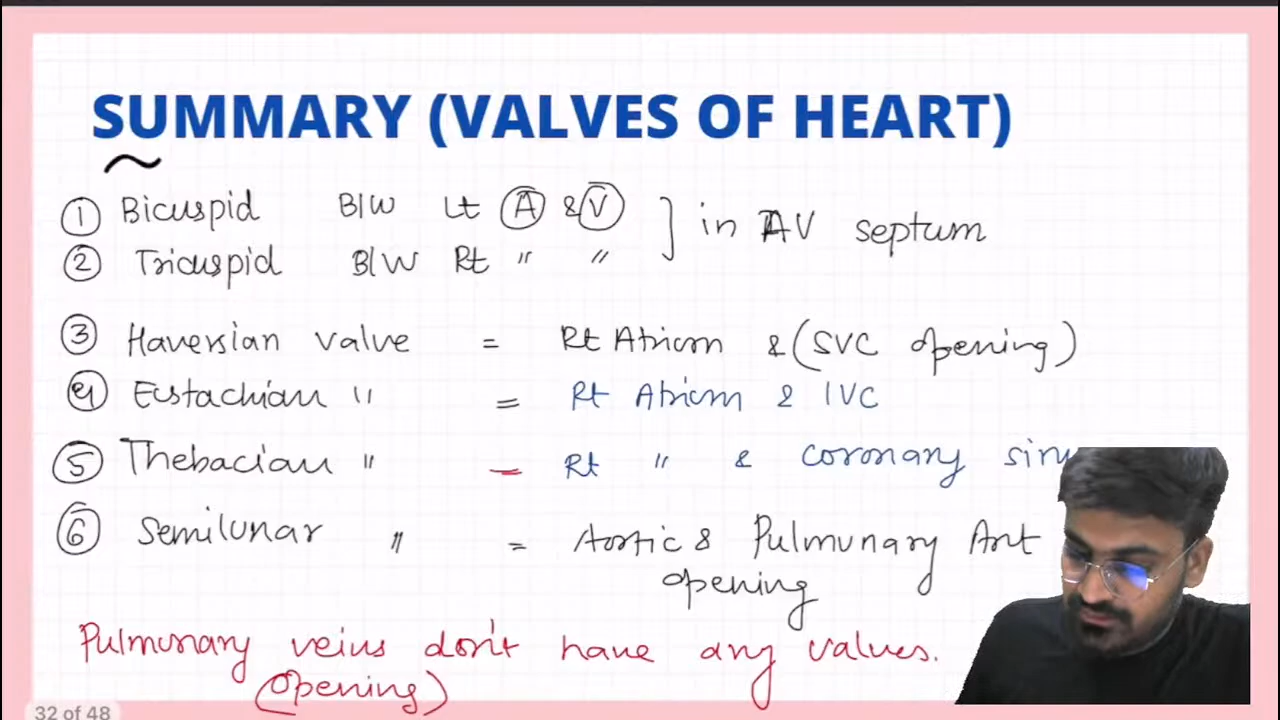 SUMMARY (VALVES OF HEART)
① Bicuspid B/W Lt A & V ] in AV septum
② Tricuspid B/W Rt " "
③ Haversian valve = Rt Atrium & (SVC opening)
④ Eustachian " = Rt Atrium & IVC
⑤ Thebacian " = Rt " & coronary sinu
⑥ Semilunar " = Aortic & Pulmunary Art
opening
Pulmunary veins don't have any valves.
(opening)
32 of 48